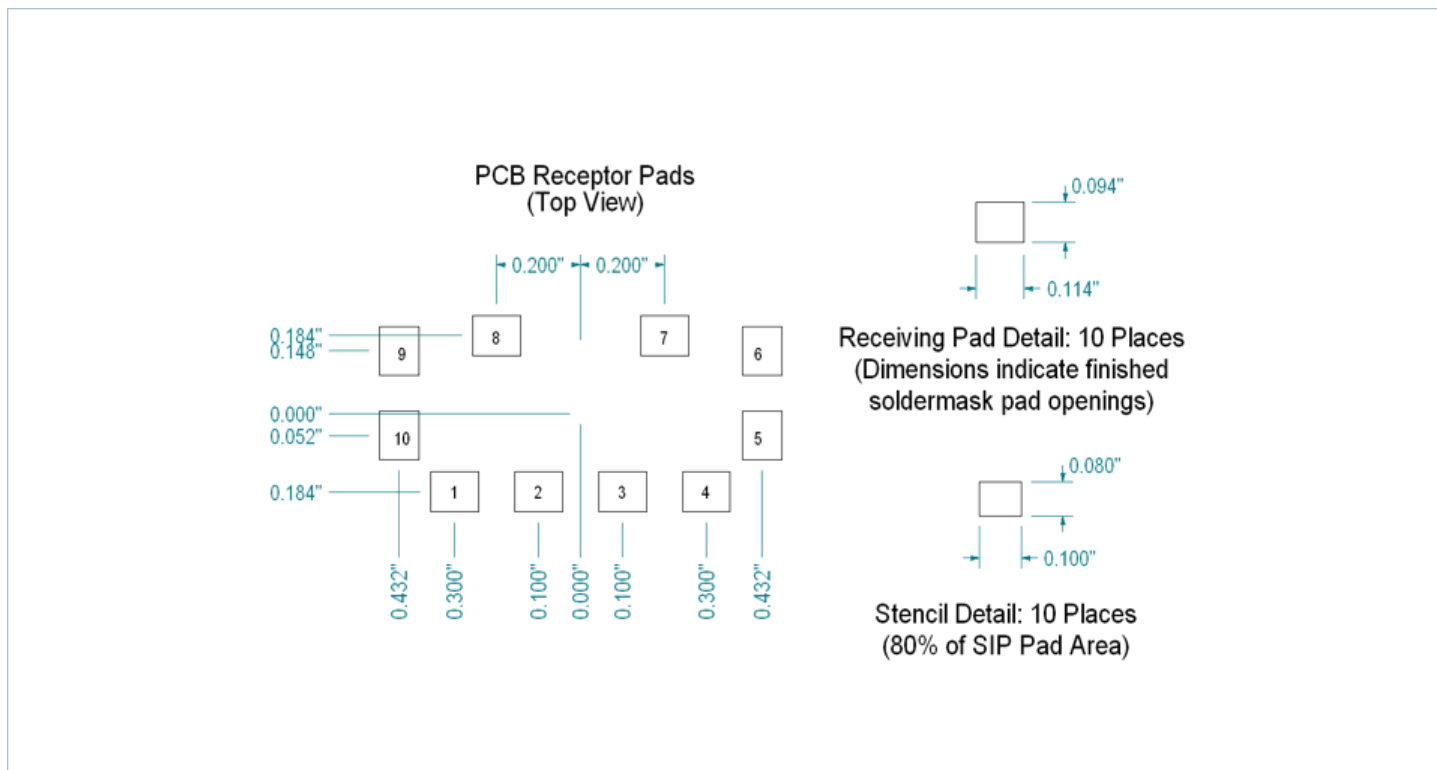 PCB Receptor Pads
(Top View)
0.200" 0.200"
0.184"
0.148"
0.000"
0.052"
0.184"
8 7
9 6
10 5
1 2 3 4
0.432" 0.300" 0.100" 0.000" 0.100" 0.300" 0.432"
0.094"
0.114"
Receiving Pad Detail: 10 Places
(Dimensions indicate finished
soldermask pad openings)
0.080"
0.100"
Stencil Detail: 10 Places
(80% of SIP Pad Area)